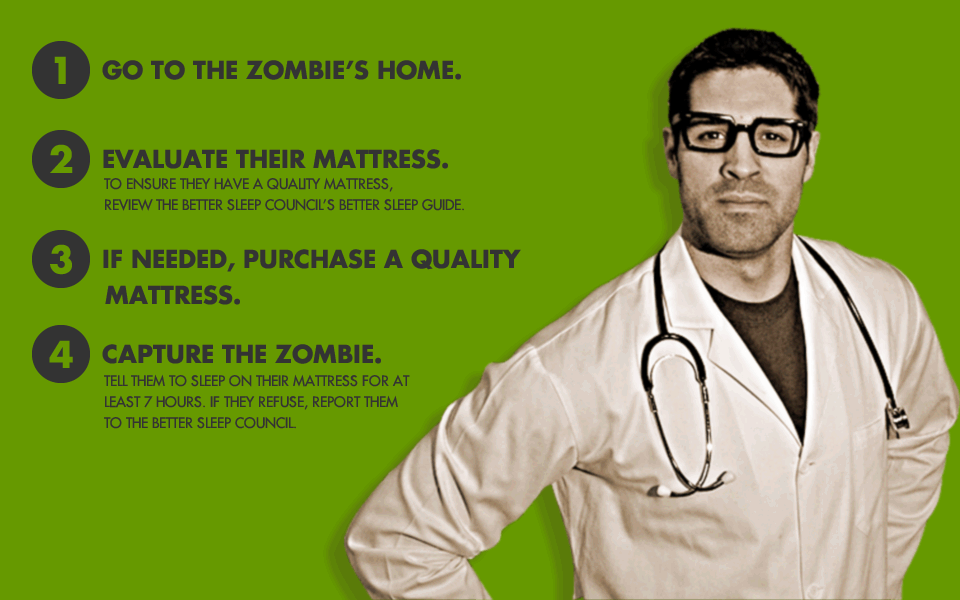 1 GO TO THE ZOMBIE'S HOME.
2 EVALUATE THEIR MATTRESS.
TO ENSURE THEY HAVE A QUALITY MATTRESS,
REVIEW THE BETTER SLEEP COUNCIL'S BETTER SLEEP GUIDE.
3 IF NEEDED, PURCHASE A QUALITY
MATTRESS.
4 CAPTURE THE ZOMBIE.
TELL THEM TO SLEEP ON THEIR MATTRESS FOR AT
LEAST 7 HOURS. IF THEY REFUSE, REPORT THEM
TO THE BETTER SLEEP COUNCIL.